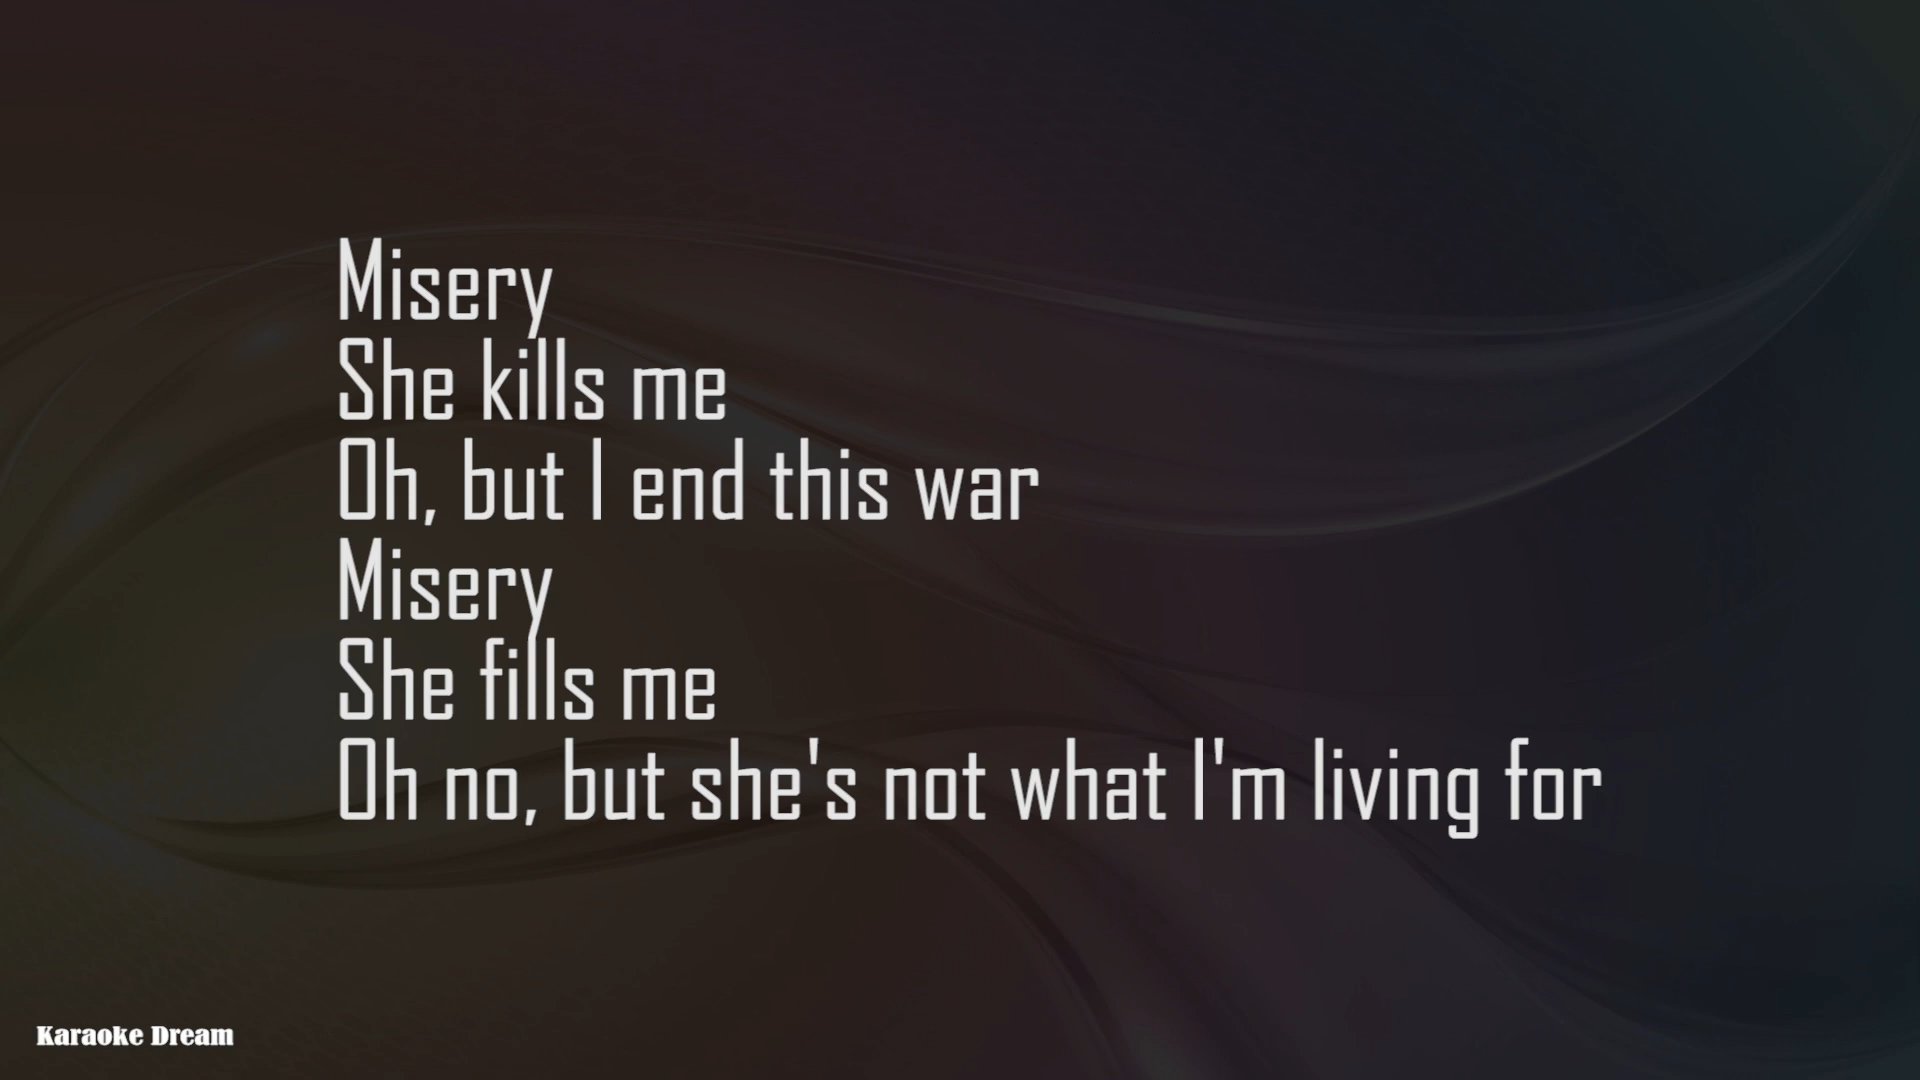 Misery
She kills me
Oh, but I end this war
Misery
She fills me
Oh no, but she's not what I'm living for
Karaoke Dream